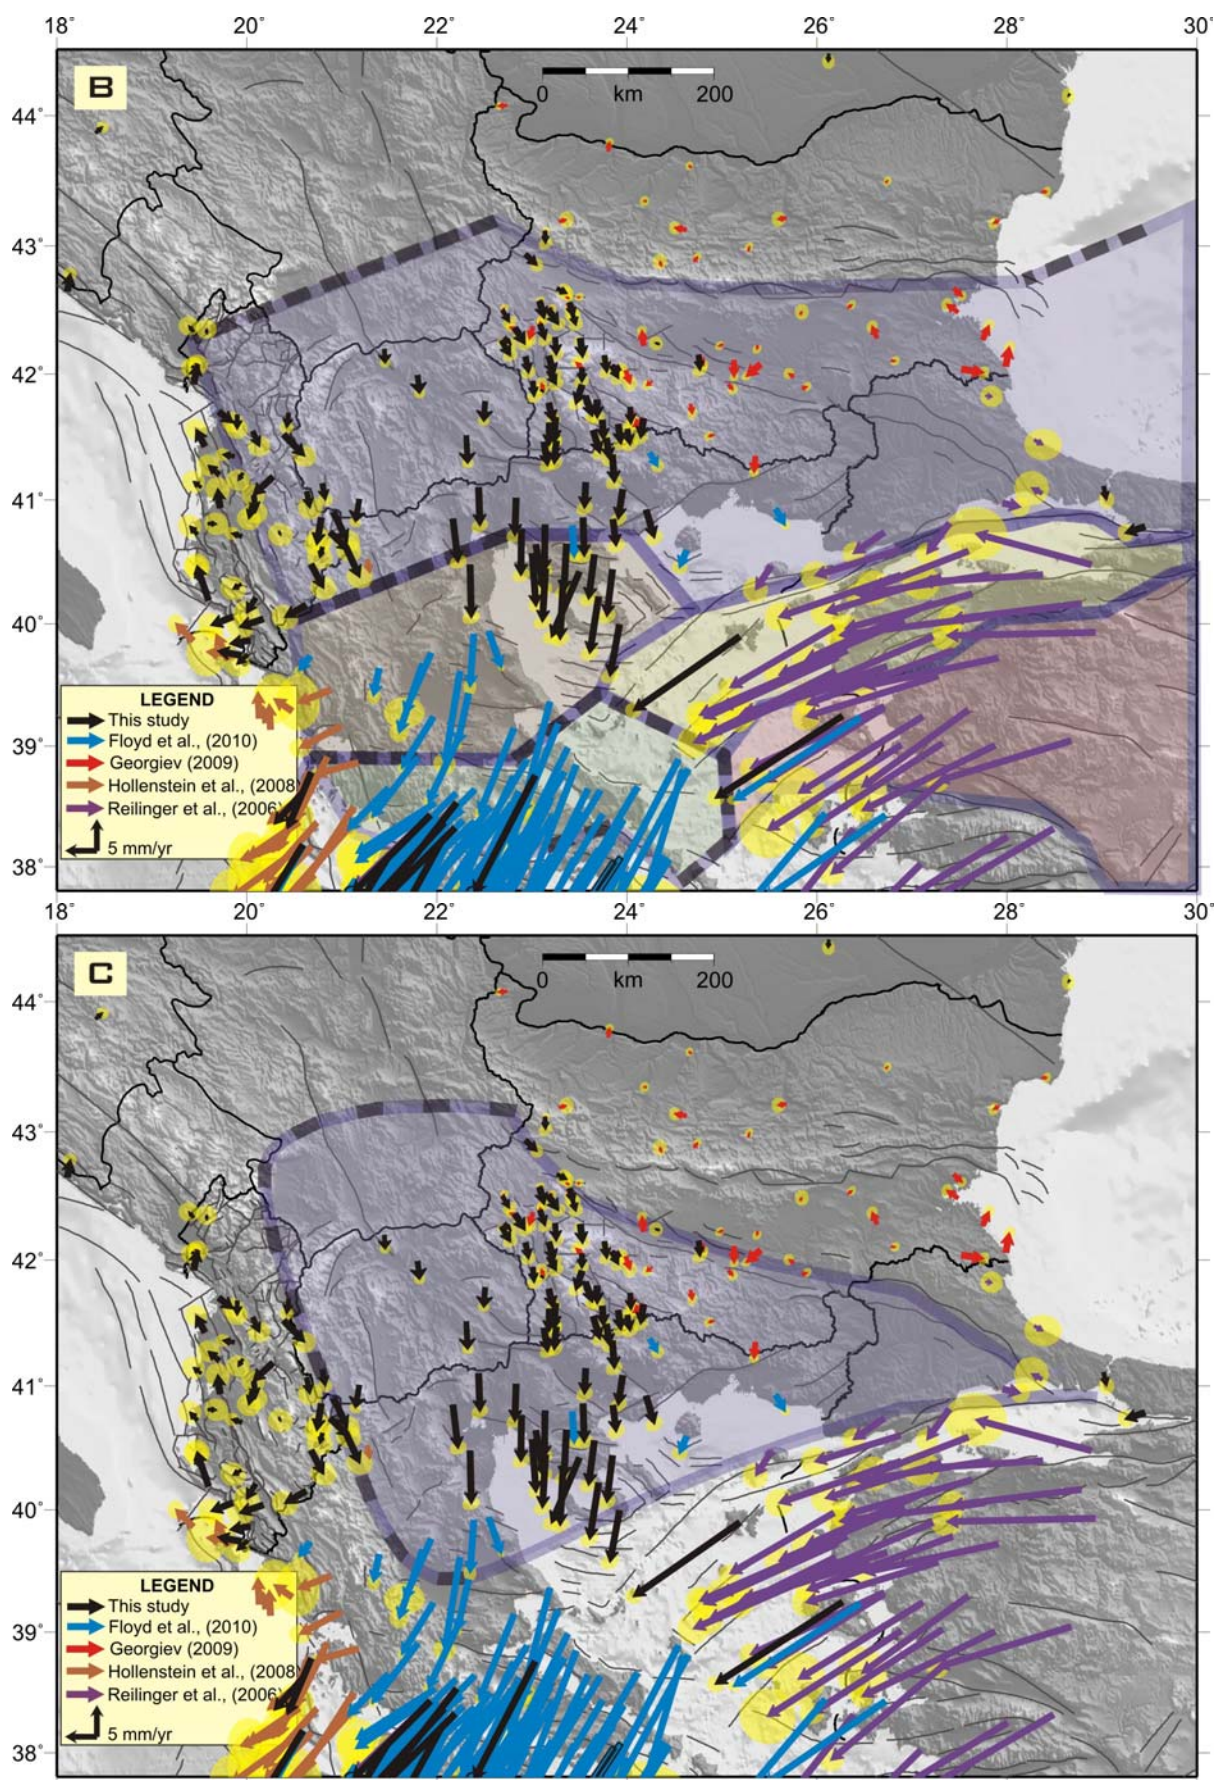 18° 20° 22° 24° 26° 28° 30°
B
0 km 200
44°
43°
42°
41°
40°
39°
38°
LEGEND
This study
Floyd et al., (2010)
Georgiev (2009)
Hollenstein et al., (2008)
Reilinger et al., (2006)
5 mm/yr
18° 20° 22° 24° 26° 28° 30°
C
0 km 200
44°
43°
42°
41°
40°
39°
38°
LEGEND
This study
Floyd et al., (2010)
Georgiev (2009)
Hollenstein et al., (2008)
Reilinger et al., (2006)
5 mm/yr